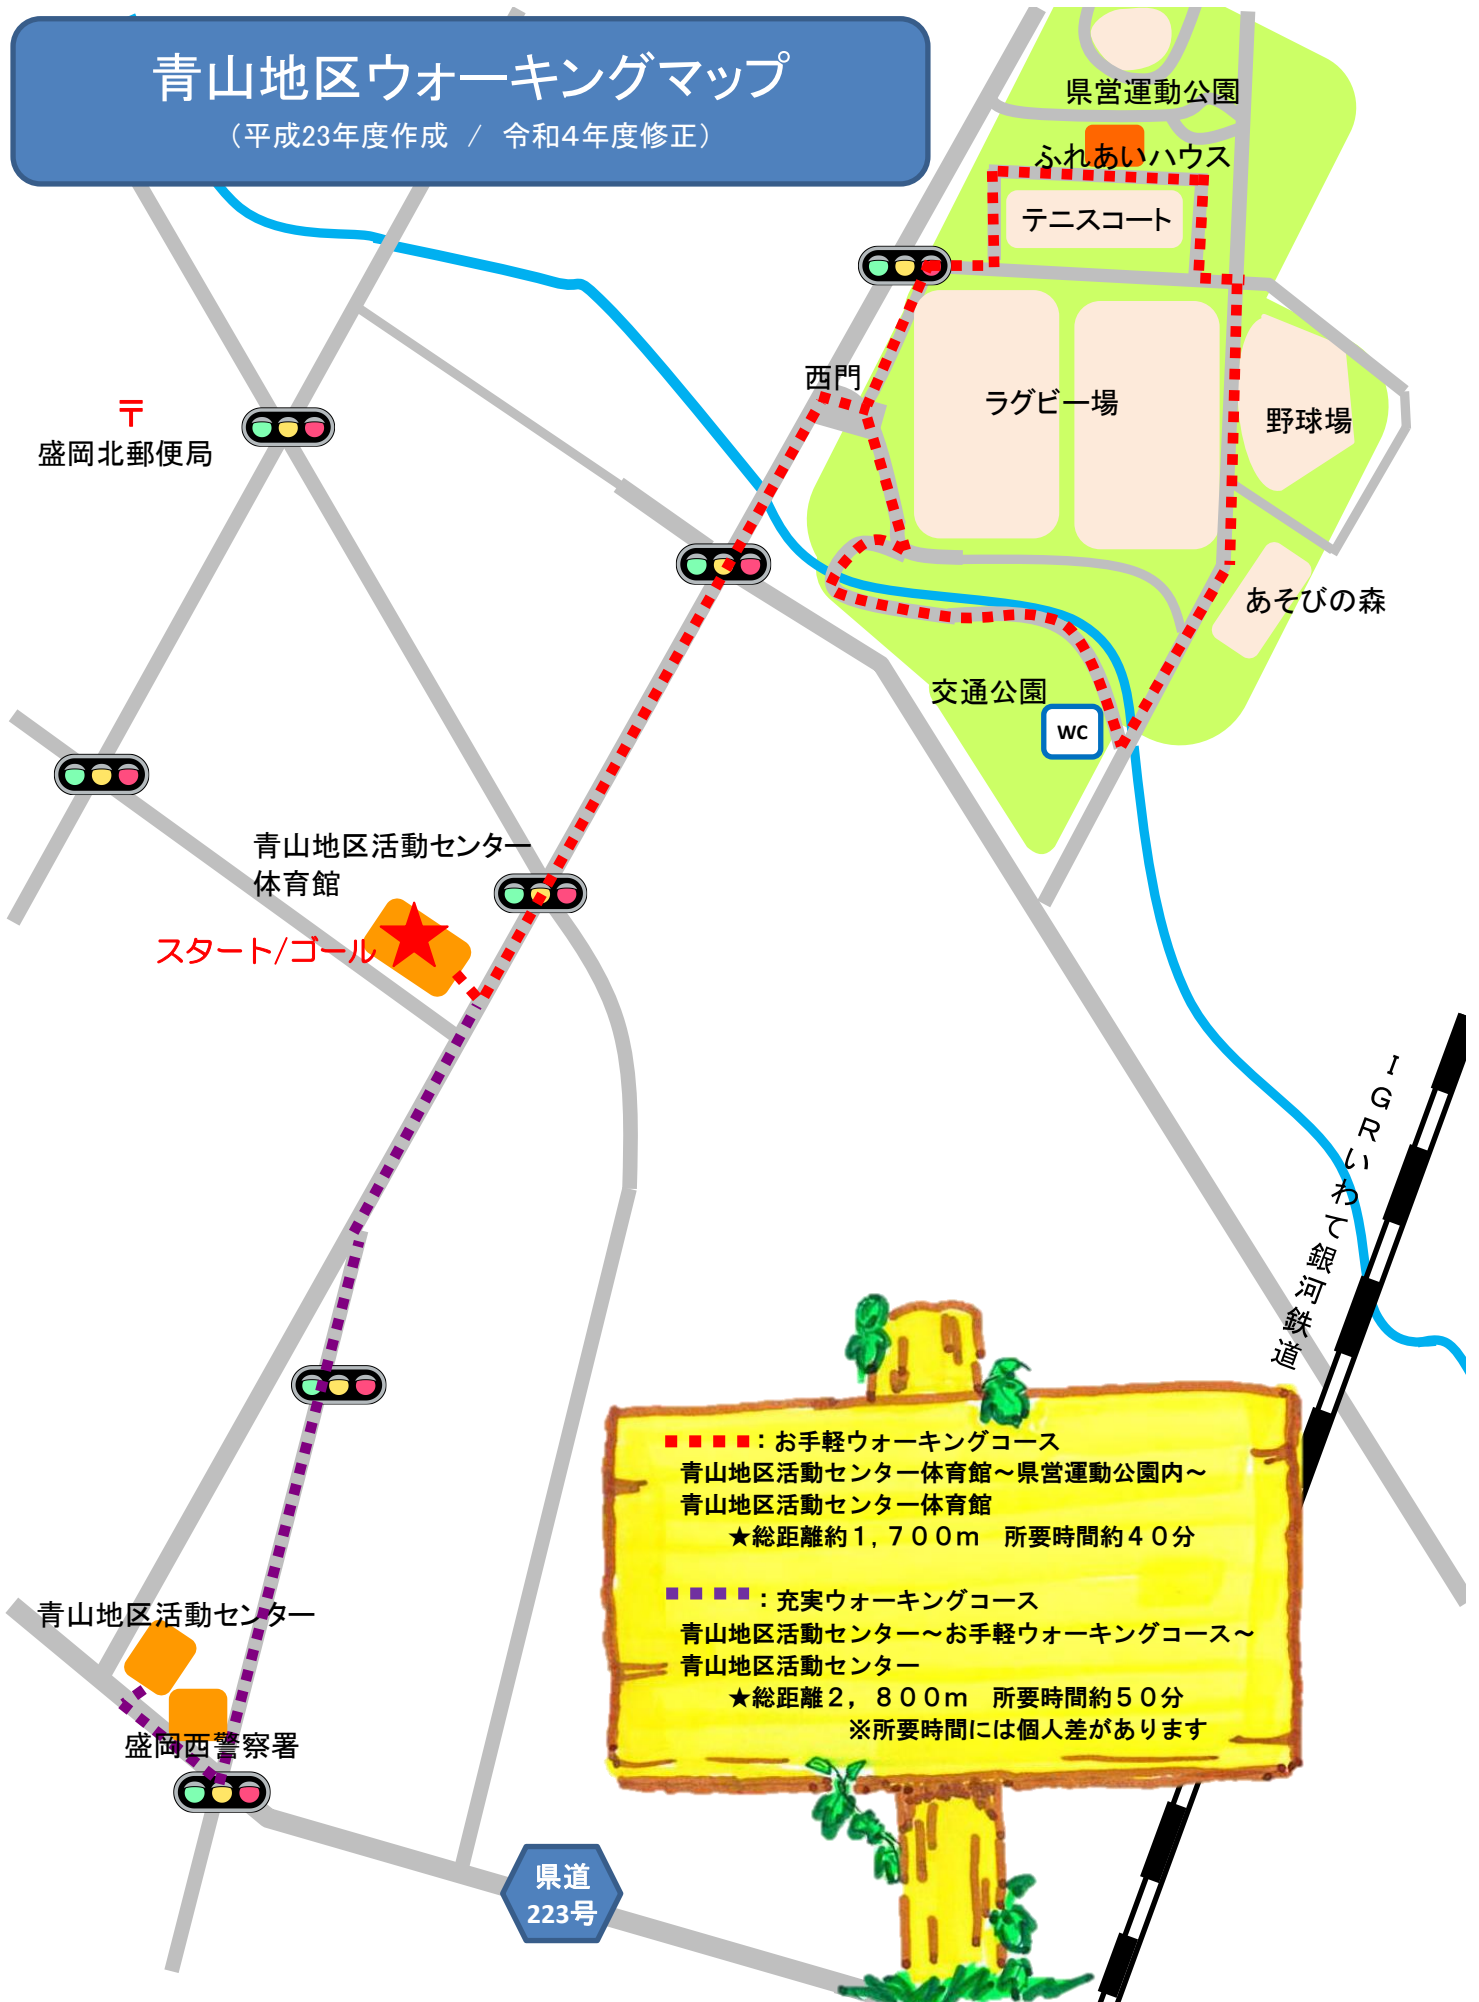 青山地区ウォーキングマップ
（平成23年度作成 / 令和4年度修正）
県営運動公園
ふれあいハウス
テニスコート
西門
ラグビー場
野球場
〒
盛岡北郵便局
あそびの森
交通公園
WC
青山地区活動センター
体育館
スタート/ゴール
IGRいわて銀河鉄道
：お手軽ウォーキングコース
青山地区活動センター体育館～県営運動公園内～
青山地区活動センター体育館
★総距離約１，７００ｍ　所要時間約４０分
：充実ウォーキングコース
青山地区活動センター～お手軽ウォーキングコース～
青山地区活動センター
★総距離２，８００ｍ　所要時間約５０分
※所要時間には個人差があります
青山地区活動センター
盛岡西警察署
県道
223号